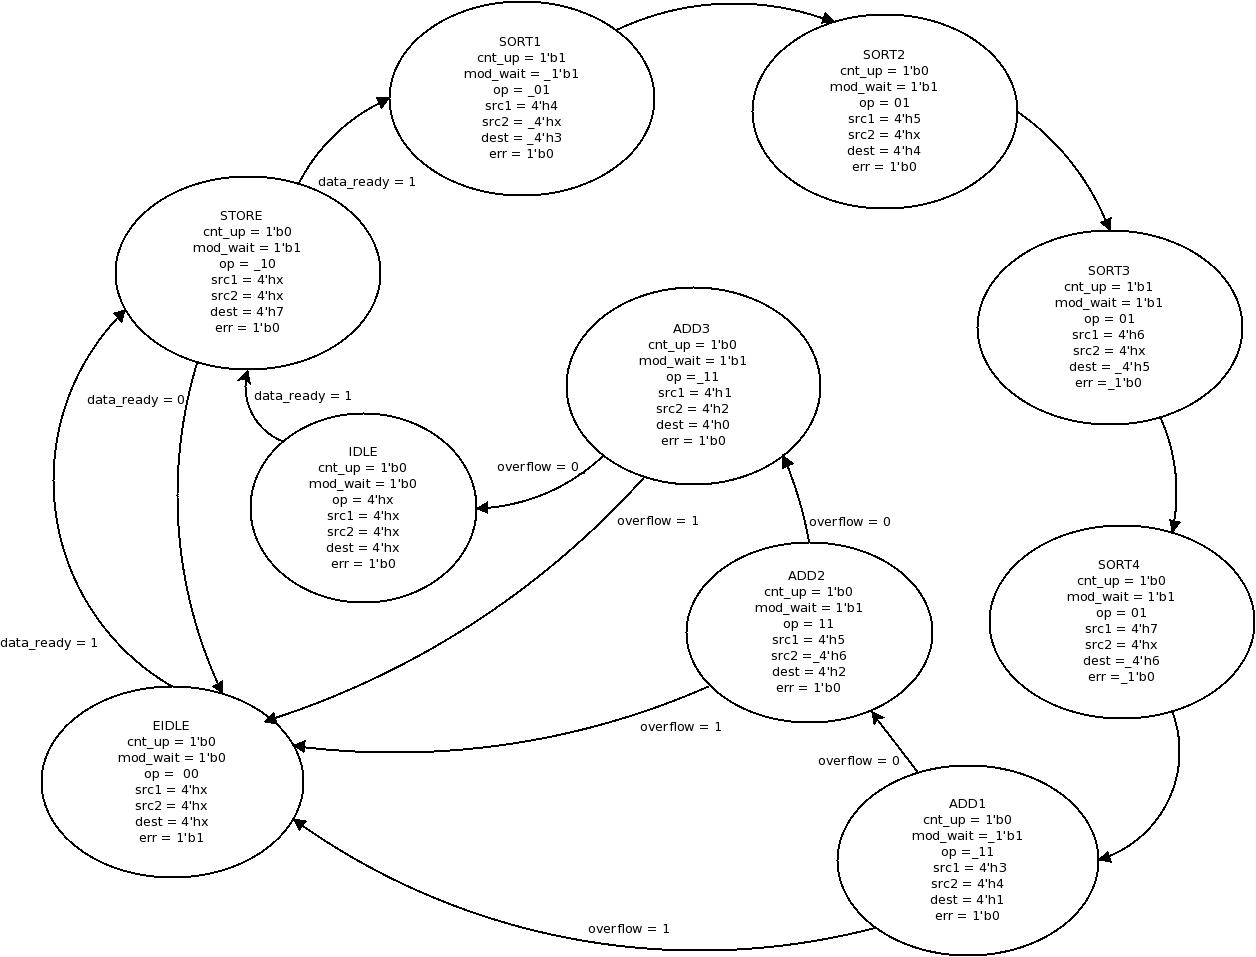 SORT1
cnt_up = 1'b1
mod_wait = _1'b1
op = _01
src1 = 4'h4
src2 = _4'hx
dest = _4'h3
err = 1'b0
SORT2
cnt_up = 1'b0
mod_wait = 1'b1
op = 01
src1 = 4'h5
src2 = 4'hx
dest = 4'h4
err = 1'b0
data_ready = 1
STORE
cnt_up = 1'b0
mod_wait = 1'b1
op = _10
src1 = 4'hx
src2 = 4'hx
dest = 4'h7
err = 1'b0
SORT3
cnt_up = 1'b1
mod_wait = 1'b1
op = 01
src1 = 4'h6
src2 = 4'hx
dest = _4'h5
err =_1'b0
ADD3
cnt_up = 1'b0
mod_wait = 1'b1
op =_11
src1 = 4'h1
src2 = 4'h2
dest = 4'h0
err = 1'b0
data_ready = 0
data_ready = 1
IDLE
cnt_up = 1'b0
mod_wait = 1'b0
op = 4'hx
src1 = 4'hx
src2 = 4'hx
dest = 4'hx
err = 1'b0
overflow = 0
overflow = 1
overflow = 0
SORT4
cnt_up = 1'b0
mod_wait = 1'b1
op = 01
src1 = 4'h7
src2 = 4'hx
dest =_4'h6
err =_1'b0
ADD2
cnt_up = 1'b0
mod_wait = 1'b1
op = 11
src1 = 4'h5
src2 =_4'h6
dest = 4'h2
err = 1'b0
data_ready = 1
overflow = 1
EIDLE
cnt_up = 1'b0
mod_wait = 1'b0
op =  00
src1 = 4'hx
src2 = 4'hx
dest = 4'hx
err = 1'b1
overflow = 0
ADD1
cnt_up = 1'b0
mod_wait =_1'b1
op =_11
src1 = 4'h3
src2 = 4'h4
dest = 4'h1
err = 1'b0
overflow = 1